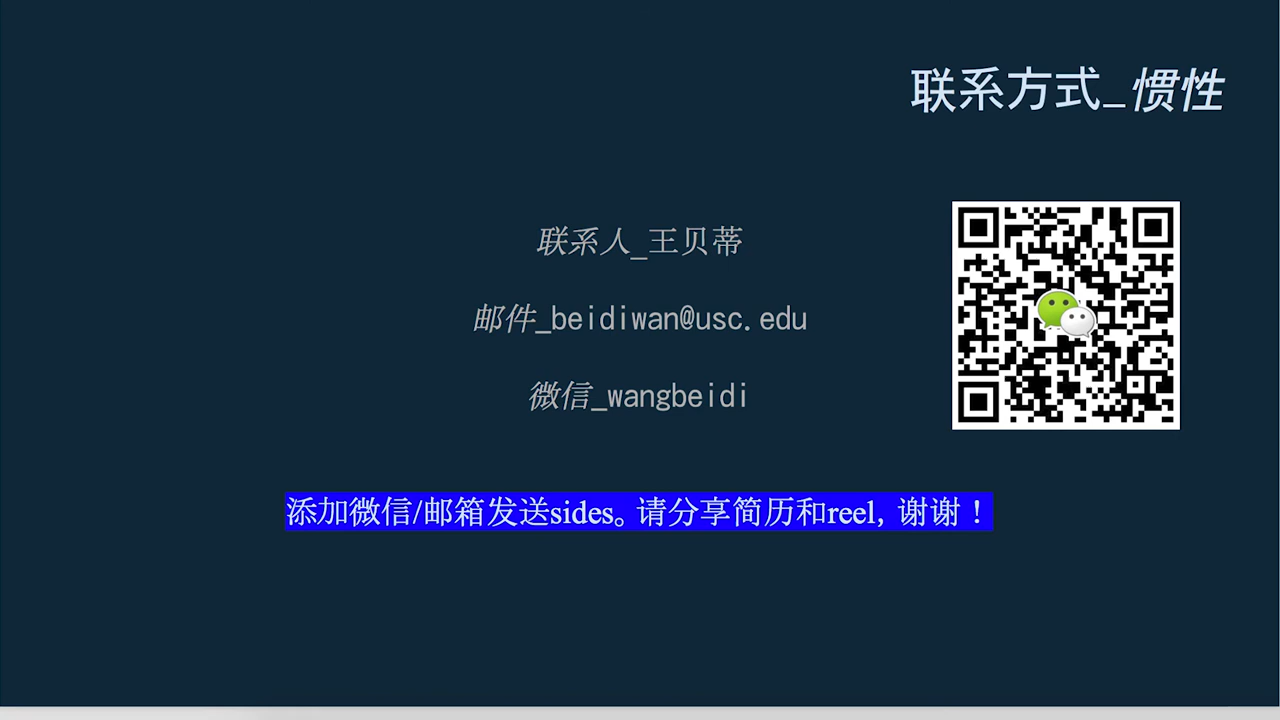 联系方式_惯性
联系人_王贝蒂
邮件_beidiwan@usc.edu
微信_wangbeidi
添加微信/邮箱发送sides。请分享简历和reel, 谢谢！